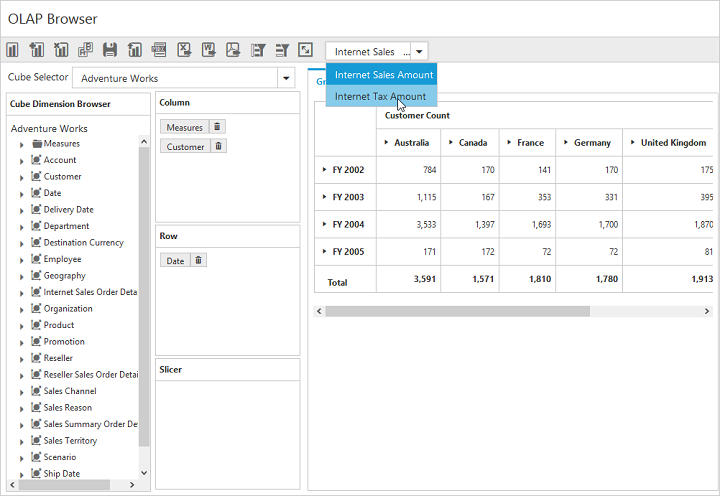 OLAP Browser
Internet Sales ...
Internet Sales Amount
Internet Tax Amount
Cube Selector Adventure Works
Cube Dimension Browser
Adventure Works
Measures
Account
Customer
Date
Delivery Date
Department
Destination Currency
Employee
Geography
Internet Sales Order Detai
Organization
Product
Promotion
Reseller
Reseller Sales Order Detail
Sales Channel
Sales Reason
Sales Summary Order De
Sales Territory
Scenario
Ship Date
Column
Measures
Customer
Row
Date
Slicer
Customer Count
Australia Canada France Germany United Kingdom
FY 2002 784 170 141 170 175
FY 2003 1,115 167 353 331 395
FY 2004 3,533 1,397 1,693 1,700 1,870
FY 2005 171 172 72 72 81
Total 3,591 1,571 1,810 1,780 1,913